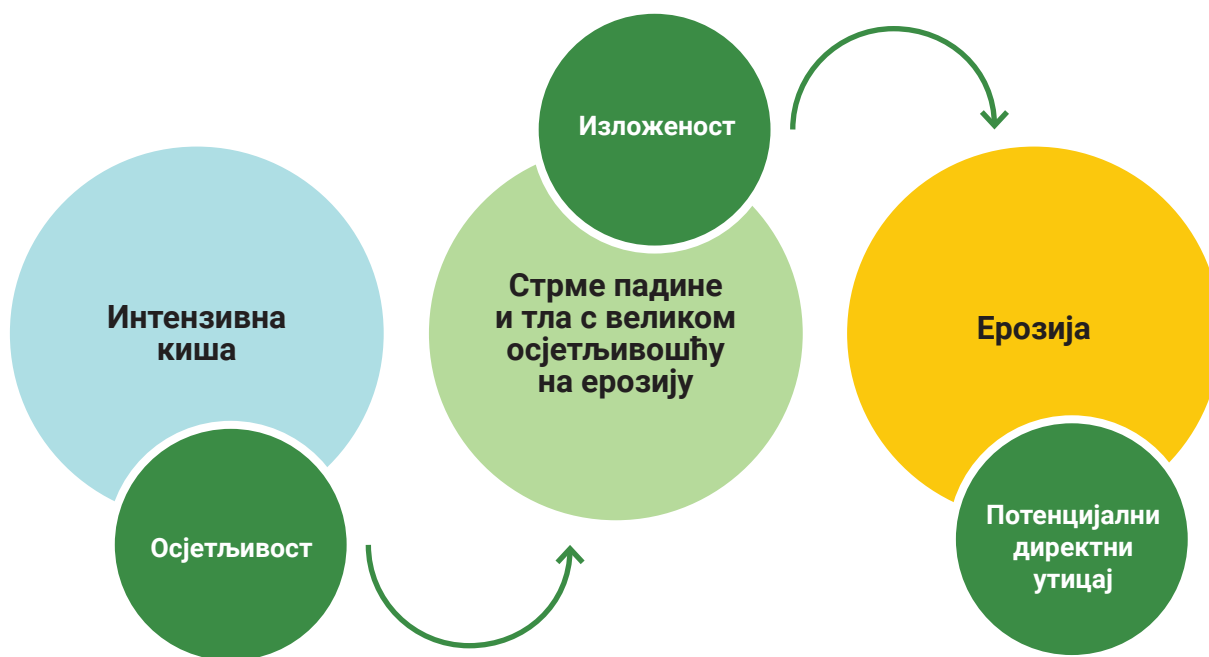 Интензивна
киша
Осјетљивост
Изложеност
Стрме падине
и тла с великом
осјетљивошћу
на ерозију
Ерозија
Потенцијални
директни
утицај